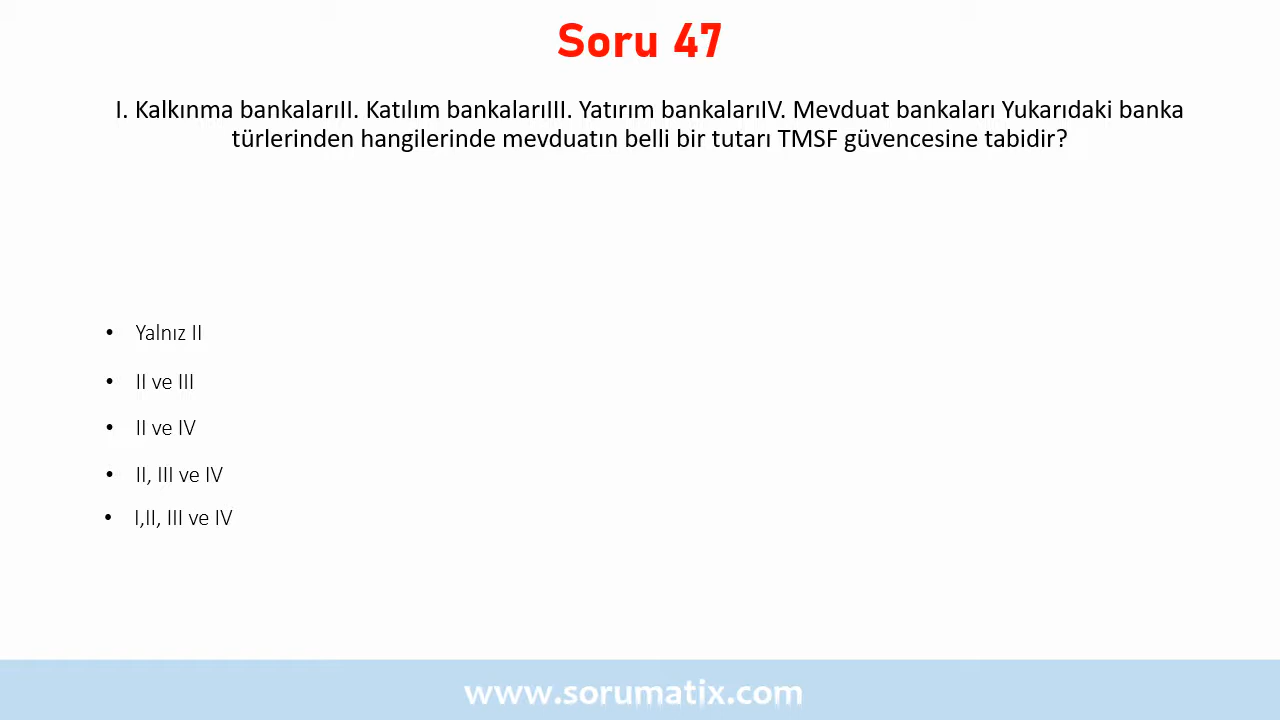 Soru 47
I. Kalkınma bankalarıII. Katılım bankalarıIII. Yatırım bankalarıIV. Mevduat bankaları Yukarıdaki banka
türlerinden hangilerinde mevduatın belli bir tutarı TMSF güvencesine tabidir?
• Yalnız II
• II ve III
• II ve IV
• II, III ve IV
• I,II, III ve IV
www.sorumatix.com